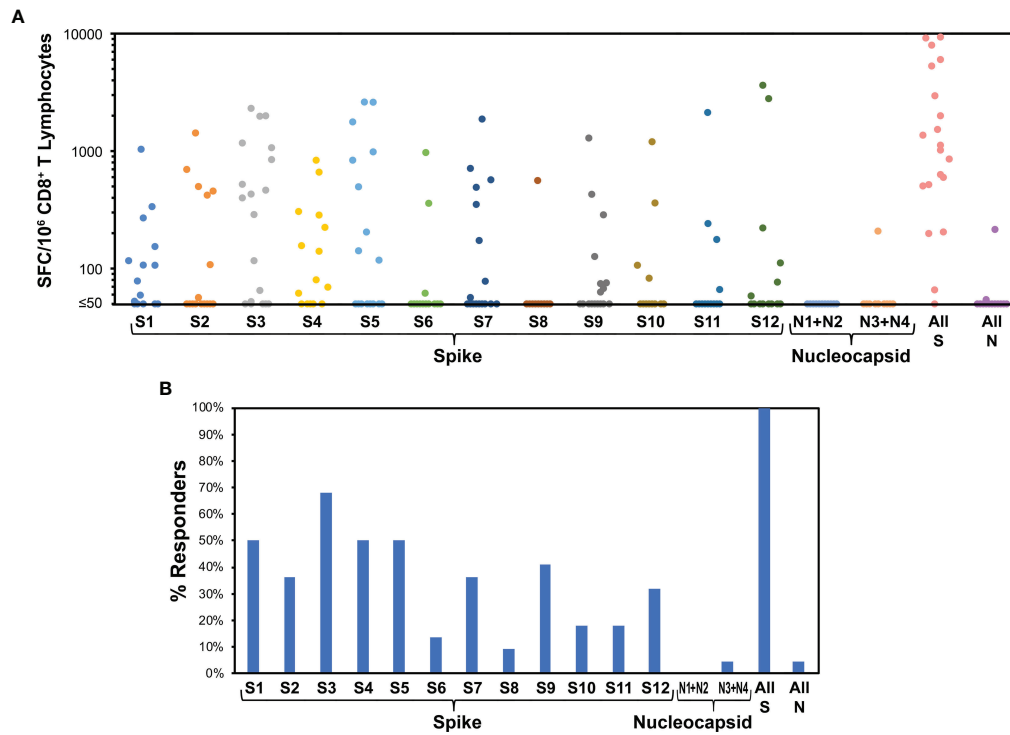 A
SFC/10⁶ CD8⁺ T Lymphocytes
10000
1000
100
≤50
S1 S2 S3 S4 S5 S6 S7 S8 S9 S10 S11 S12 N1+N2 N3+N4 All All
S N
Spike Nucleocapsid
B
% Responders
100%
90%
80%
70%
60%
50%
40%
30%
20%
10%
0%
S1 S2 S3 S4 S5 S6 S7 S8 S9 S10 S11 S12 N1+N2 N3+N4 All All
S N
Spike Nucleocapsid